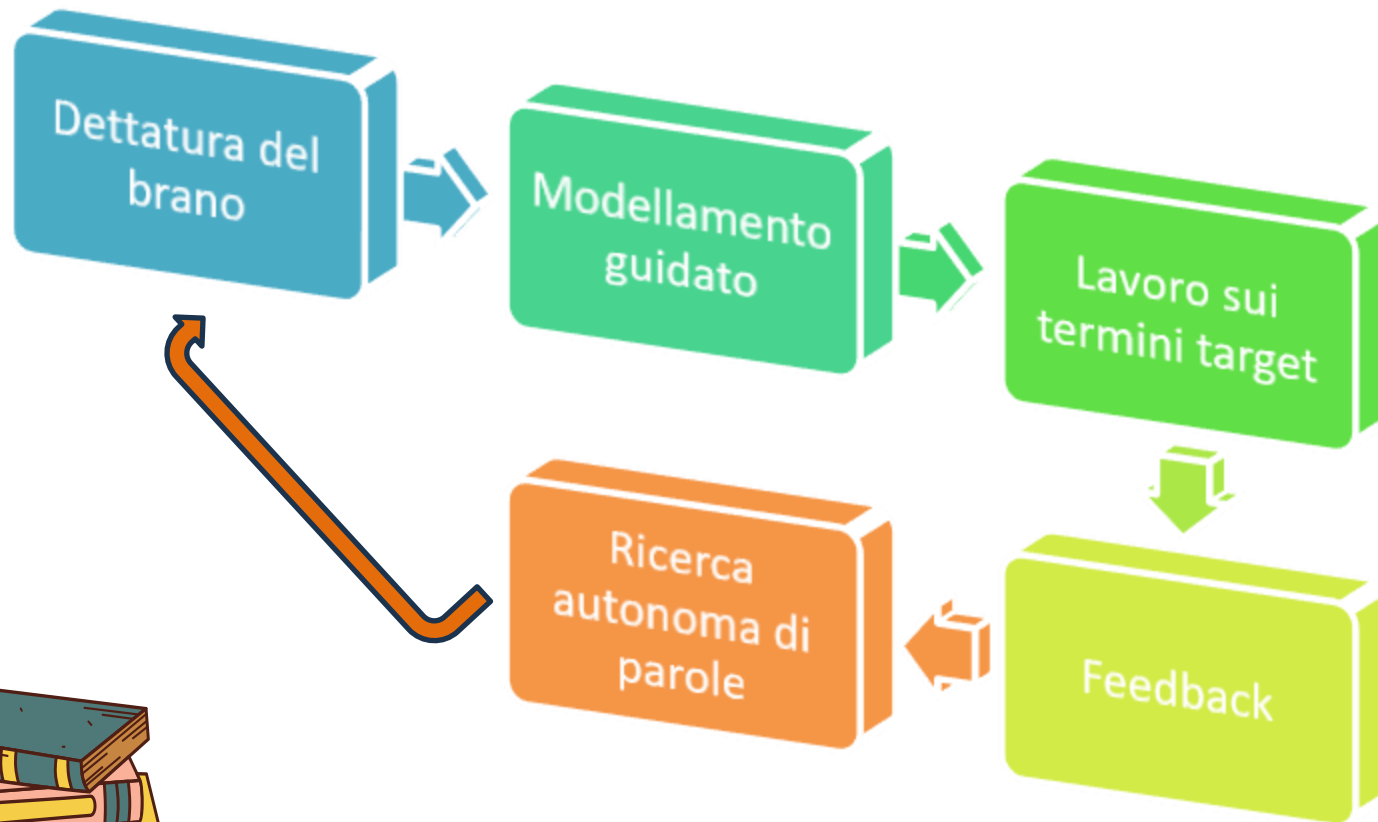 Dettatura del
brano
Modellamento
guidato
Lavoro sui
termini target
Feedback
Ricerca
autonoma di
parole